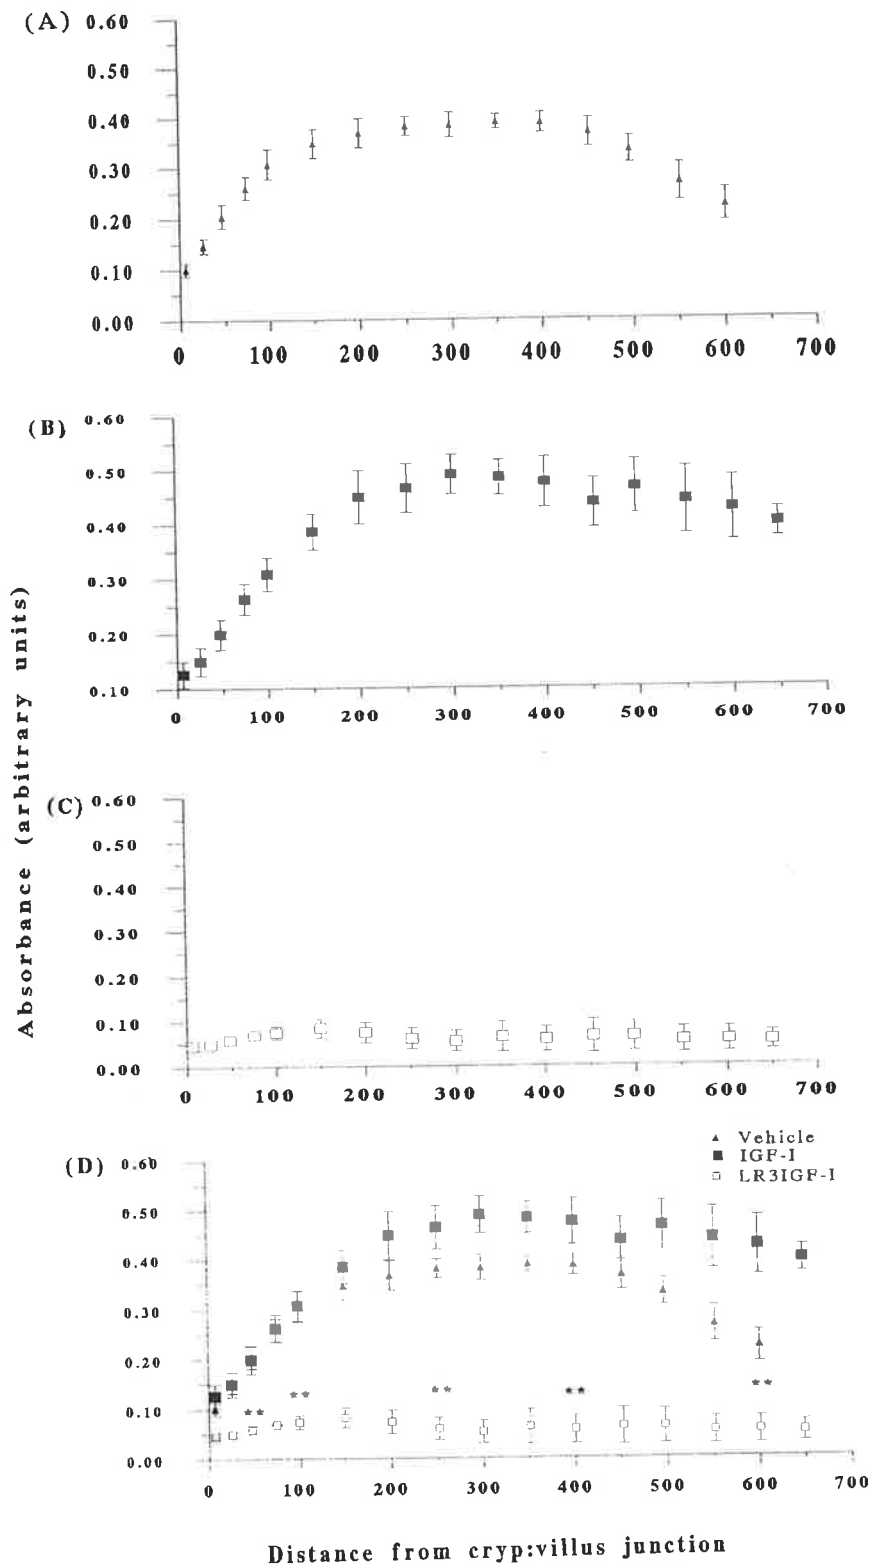 (A)
0.60
0.50
0.40
0.30
0.20
0.10
0.00
0 100 200 300 400 500 600 700
(B)
0.60
0.50
0.40
0.30
0.20
0.10
0 100 200 300 400 500 600 700
Absorbance (arbitrary units)
(C)
0.60
0.50
0.40
0.30
0.20
0.10
0.00
0 100 200 300 400 500 600 700
(D)
Vehicle
IGF-I
LR3IGF-I
0.60
0.50
0.40
0.30
0.20
0.10
0.00
** ** ** ** **
0 100 200 300 400 500 600 700
Distance from cryp:villus junction